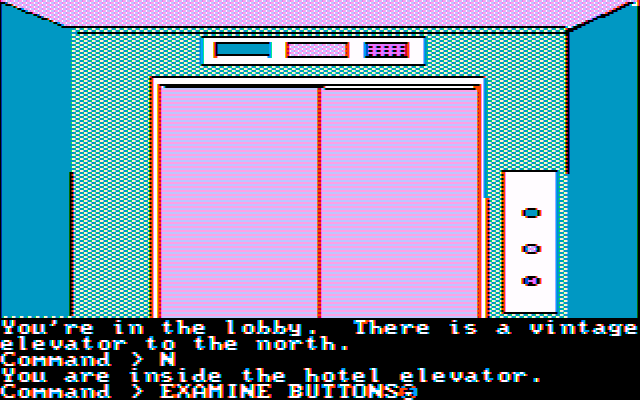 You're in the lobby.  There is a vintage
elevator to the north.
Command > N
You are inside the hotel elevator.
Command > EXAMINE BUTTONS